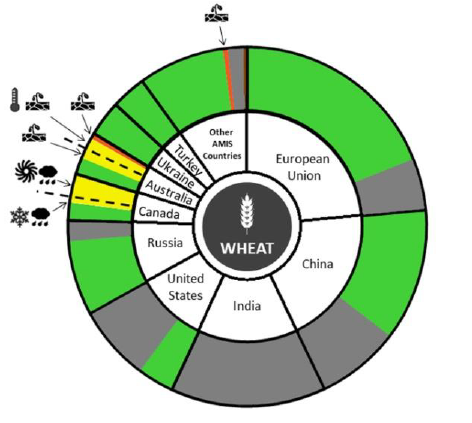 Other
AMIS
Countries
European
Union
Turkey
Ukraine
Australia
Canada
Russia
China
United
States
India
WHEAT